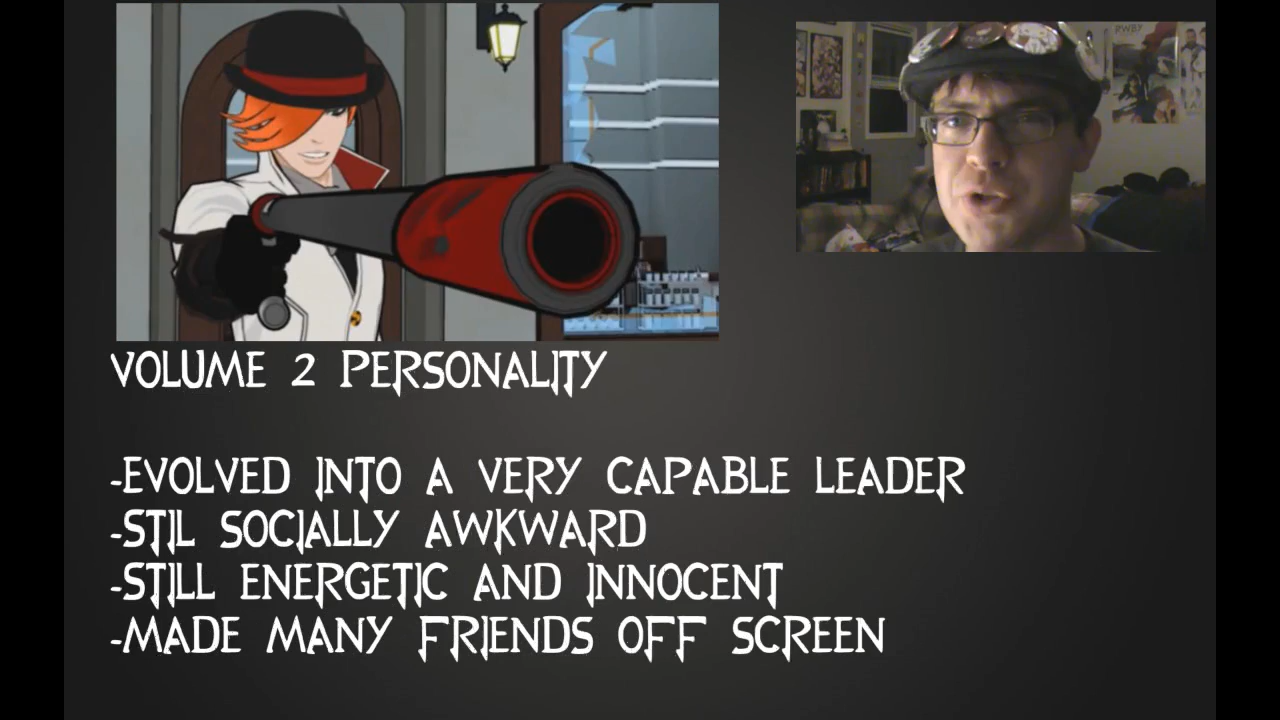 RWBY
VOLUME 2 PERSONALITY
-EVOLVED INTO A VERY CAPABLE LEADER
-STIL SOCIALLY AWKWARD
-STILL ENERGETIC AND INNOCENT
-MADE MANY FRIENDS OFF SCREEN